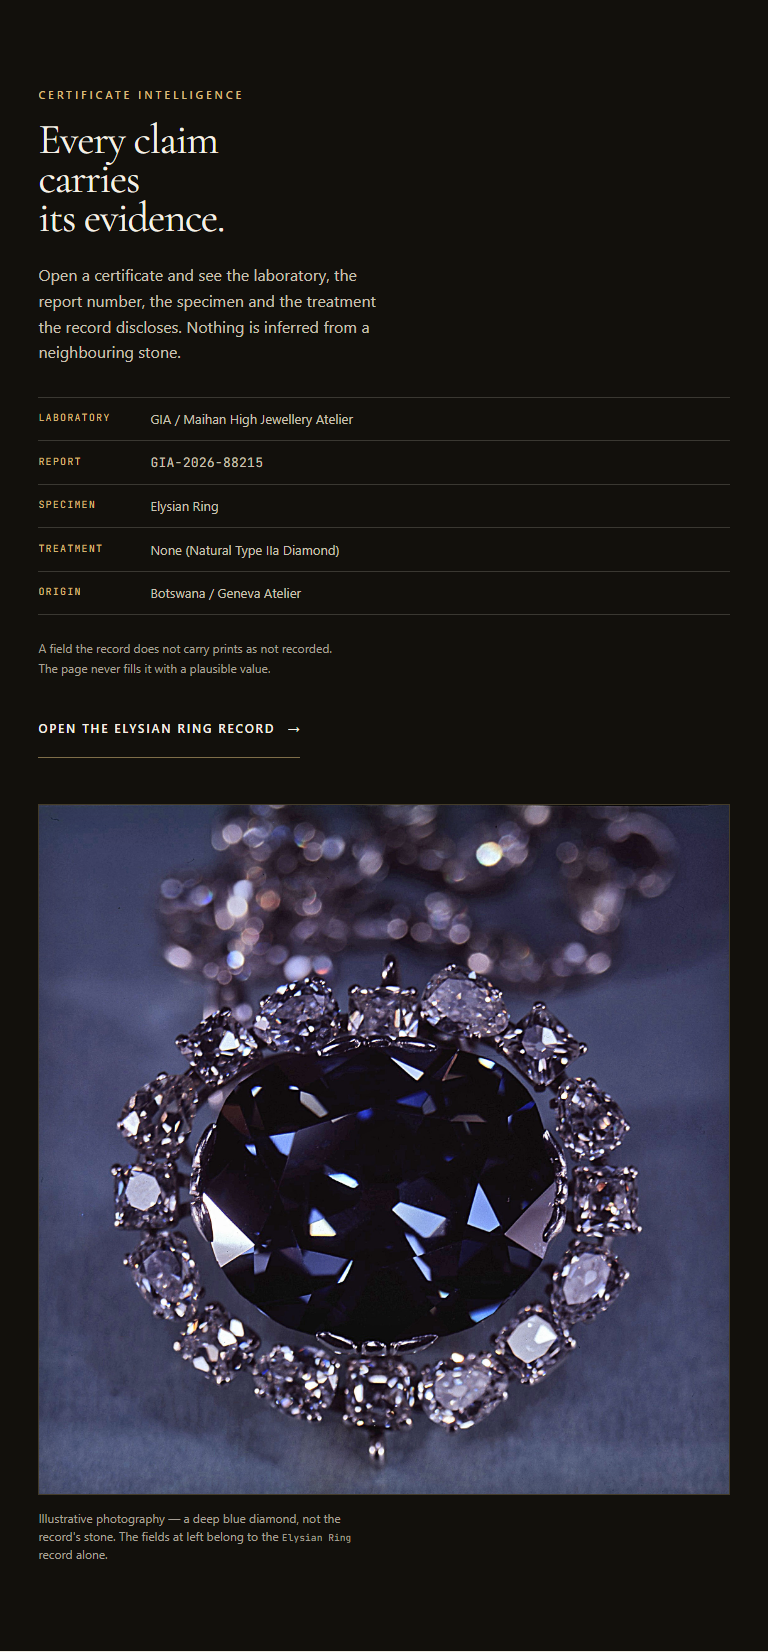 CERTIFICATE INTELLIGENCE
Every claim
carries
its evidence.
Open a certificate and see the laboratory, the
report number, the specimen and the treatment
the record discloses. Nothing is inferred from a
neighbouring stone.
LABORATORY GIA / Maihan High Jewellery Atelier
REPORT GIA-2026-88215
SPECIMEN Elysian Ring
TREATMENT None (Natural Type IIa Diamond)
ORIGIN Botswana / Geneva Atelier
A field the record does not carry prints as not recorded.
The page never fills it with a plausible value.
OPEN THE ELYSIAN RING RECORD →
Illustrative photography — a deep blue diamond, not the
record's stone. The fields at left belong to the Elysian Ring
record alone.